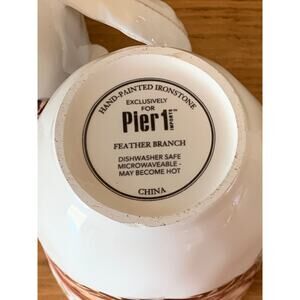 HAND-PAINTED IRONSTONE
EXCLUSIVELY
FOR
Pier 1 imports
FEATHER BRANCH
DISHWASHER SAFE
MICROWAVEABLE -
MAY BECOME HOT
CHINA